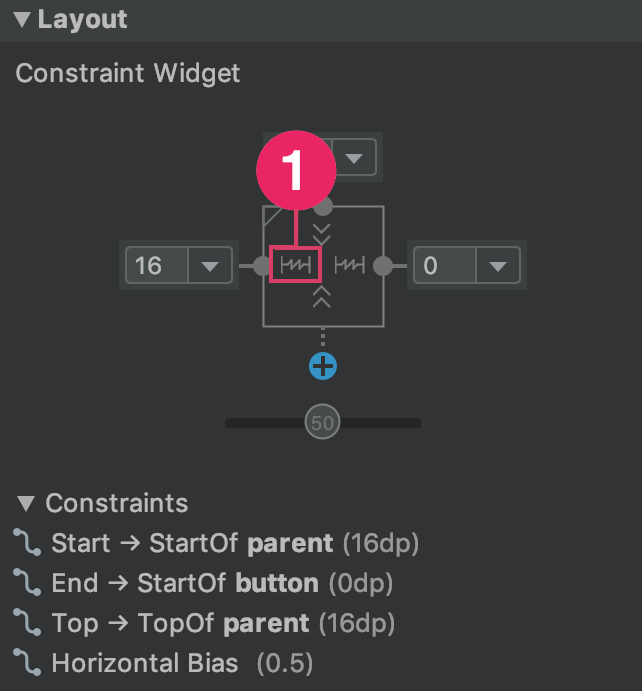 Layout
Constraint Widget
1
16
0
50
Constraints
Start → StartOf parent (16dp)
End → StartOf button (0dp)
Top → TopOf parent (16dp)
Horizontal Bias (0.5)